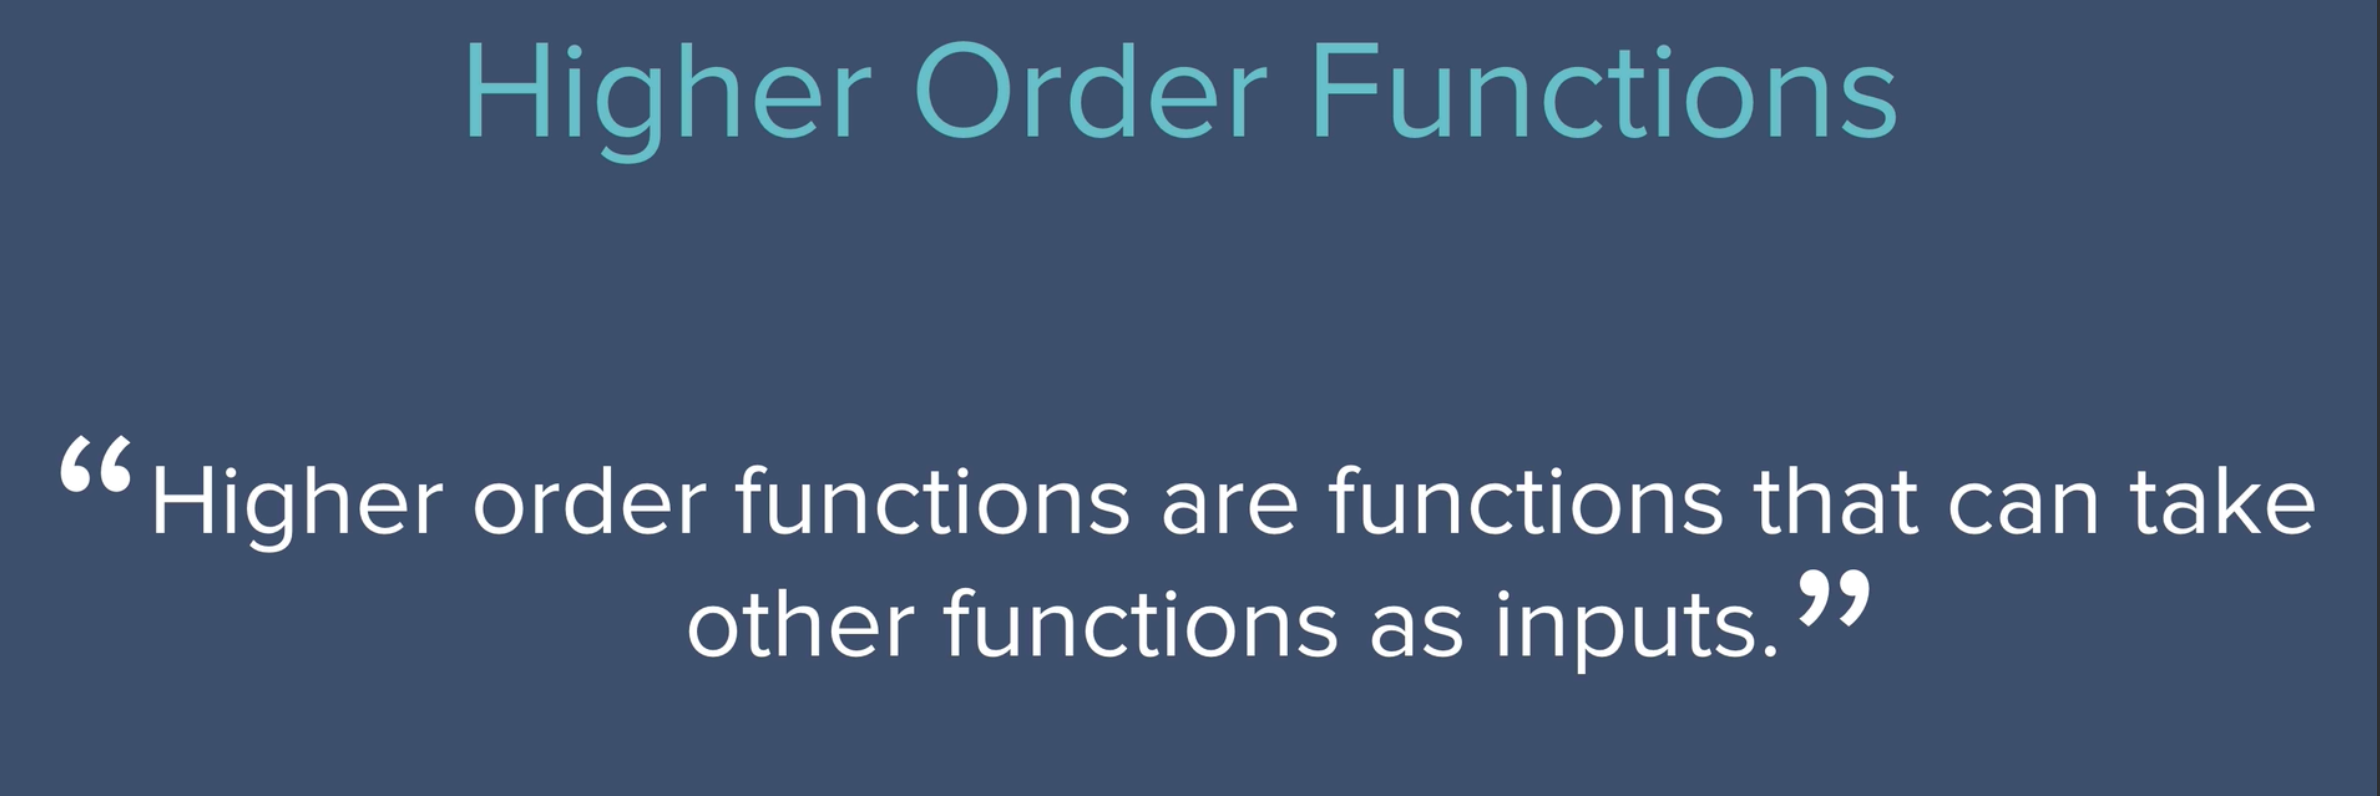 Higher Order Functions
“Higher order functions are functions that can take
other functions as inputs.”